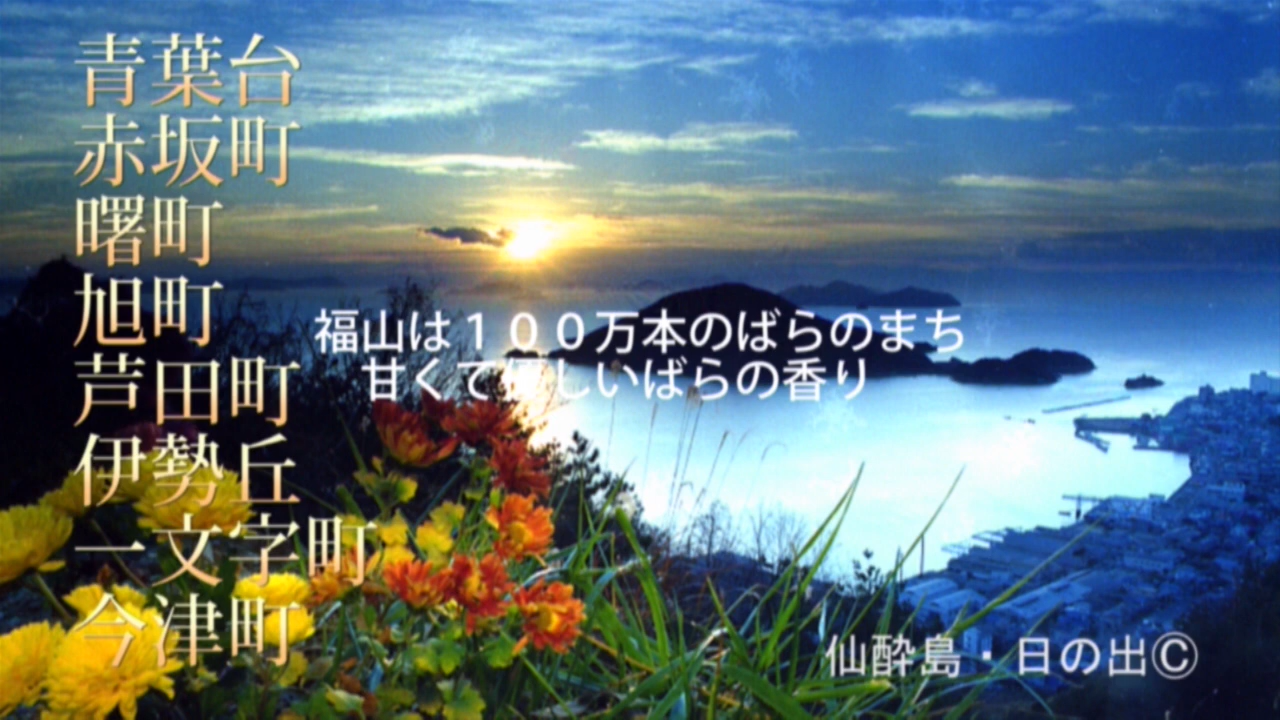 青葉台
赤坂町
曙町
旭町
芦田町
伊勢丘
一文字町
今津町
福山は１００万本のばらのまち
甘くて優しいばらの香り
仙酔島・日の出Ⓒ